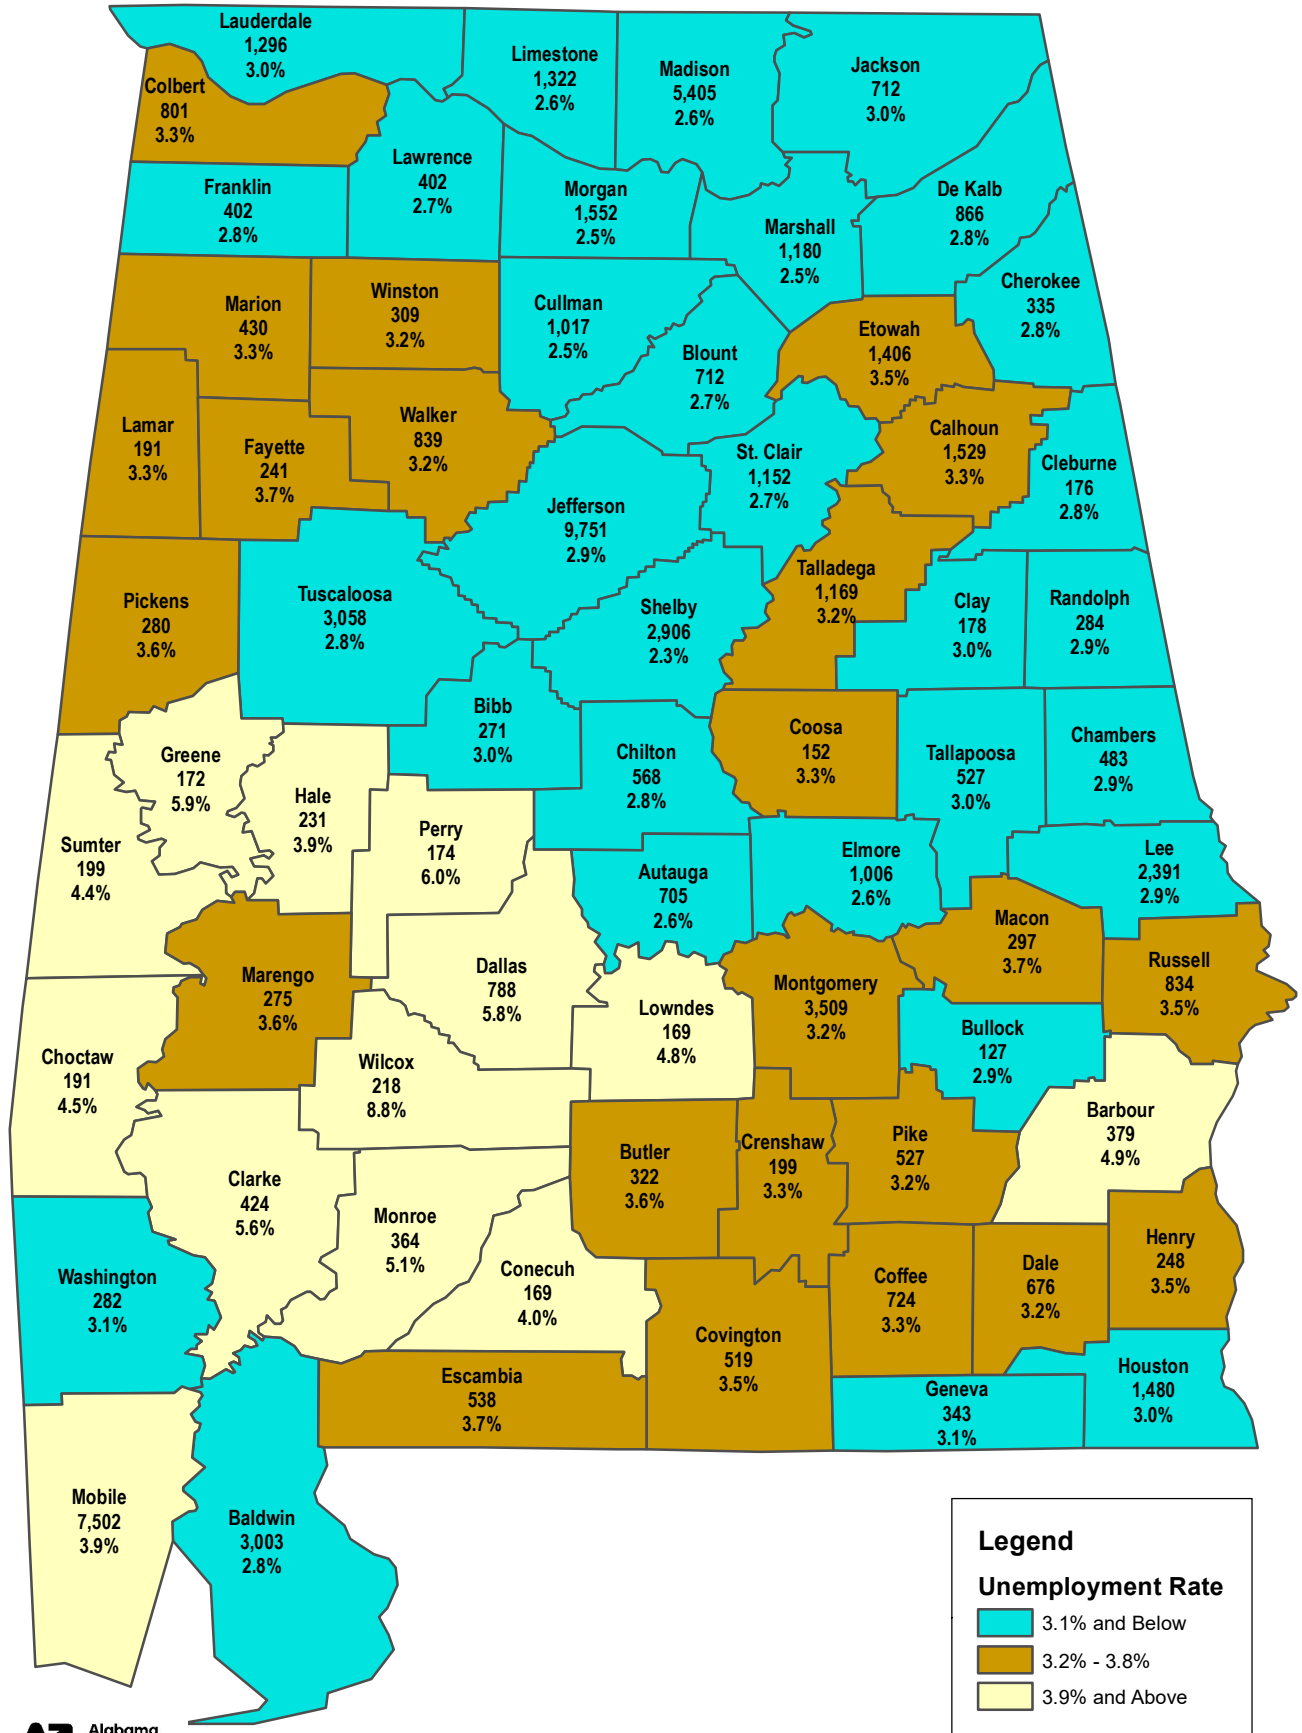 Lauderdale
1,296
3.0%
Limestone
1,322
2.6%
Madison
5,405
2.6%
Jackson
712
3.0%
Colbert
801
3.3%
Lawrence
402
2.7%
Franklin
402
2.8%
Morgan
1,552
2.5%
Marshall
1,180
2.5%
De Kalb
866
2.8%
Cherokee
335
2.8%
Marion
430
3.3%
Winston
309
3.2%
Cullman
1,017
2.5%
Blount
712
2.7%
Etowah
1,406
3.5%
Lamar
191
3.3%
Fayette
241
3.7%
Walker
839
3.2%
Jefferson
9,751
2.9%
St. Clair
1,152
2.7%
Calhoun
1,529
3.3%
Cleburne
176
2.8%
Pickens
280
3.6%
Tuscaloosa
3,058
2.8%
Shelby
2,906
2.3%
Talladega
1,169
3.2%
Clay
178
3.0%
Randolph
284
2.9%
Bibb
271
3.0%
Chilton
568
2.8%
Coosa
152
3.3%
Tallapoosa
527
3.0%
Chambers
483
2.9%
Greene
172
5.9%
Hale
231
3.9%
Perry
174
6.0%
Sumter
199
4.4%
Autauga
705
2.6%
Elmore
1,006
2.6%
Lee
2,391
2.9%
Macon
297
3.7%
Russell
834
3.5%
Marengo
275
3.6%
Dallas
788
5.8%
Lowndes
169
4.8%
Montgomery
3,509
3.2%
Bullock
127
2.9%
Choctaw
191
4.5%
Wilcox
218
8.8%
Barbour
379
4.9%
Clarke
424
5.6%
Monroe
364
5.1%
Butler
322
3.6%
Crenshaw
199
3.3%
Pike
527
3.2%
Washington
282
3.1%
Conecuh
169
4.0%
Covington
519
3.5%
Coffee
724
3.3%
Dale
676
3.2%
Henry
248
3.5%
Escambia
538
3.7%
Geneva
343
3.1%
Houston
1,480
3.0%
Mobile
7,502
3.9%
Baldwin
3,003
2.8%
Legend
Unemployment Rate
3.1% and Below
3.2% - 3.8%
3.9% and Above
Alabama